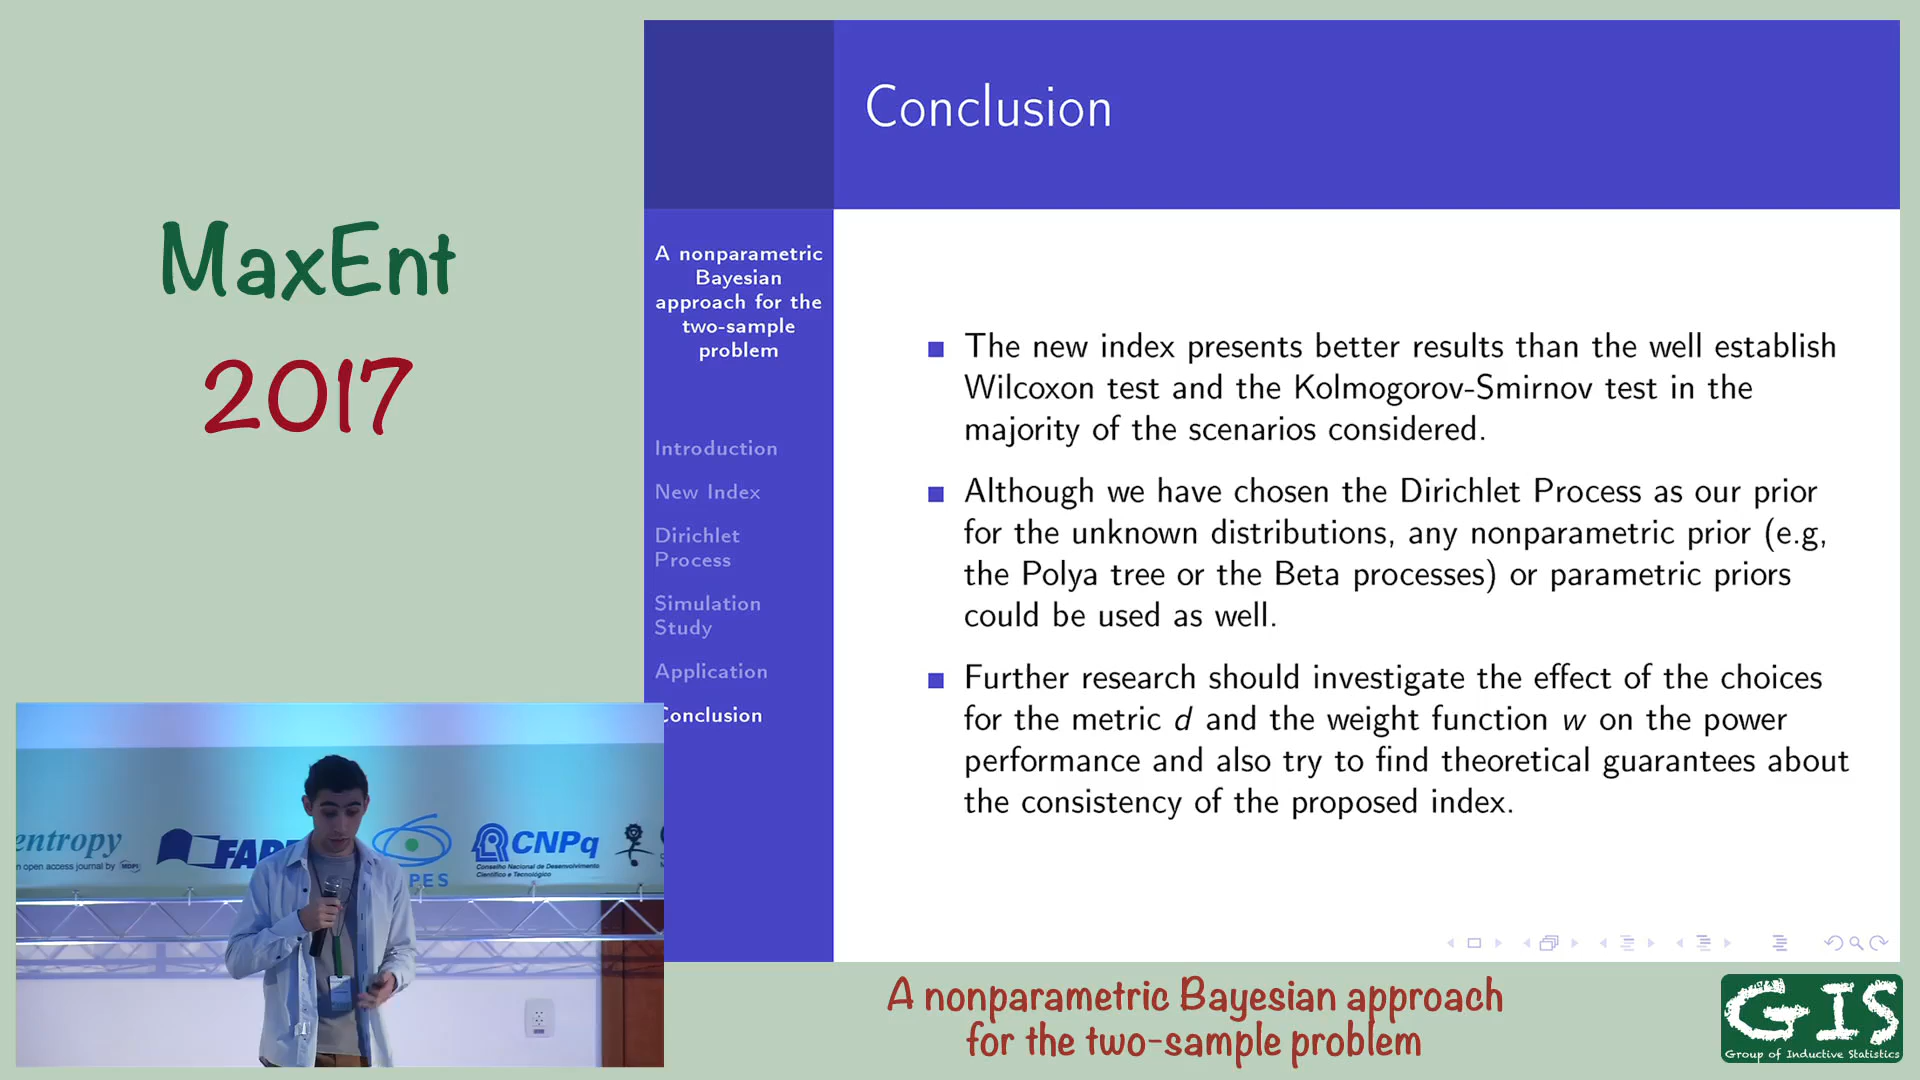 MaxEnt
2017
Conclusion
A nonparametric
Bayesian
approach for the
two-sample
problem
Introduction
New Index
Dirichlet
Process
Simulation
Study
Application
Conclusion
The new index presents better results than the well establish
Wilcoxon test and the Kolmogorov-Smirnov test in the
majority of the scenarios considered.
Although we have chosen the Dirichlet Process as our prior
for the unknown distributions, any nonparametric prior (e.g,
the Polya tree or the Beta processes) or parametric priors
could be used as well.
Further research should investigate the effect of the choices
for the metric d and the weight function w on the power
performance and also try to find theoretical guarantees about
the consistency of the proposed index.
entropy
an open access journal by MDPI
FAP
PES
CNPq
Conselho Nacional de Desenvolvimento
Científico e Tecnológico
A nonparametric Bayesian approach
for the two-sample problem
GIS
Group of Inductive Statistics